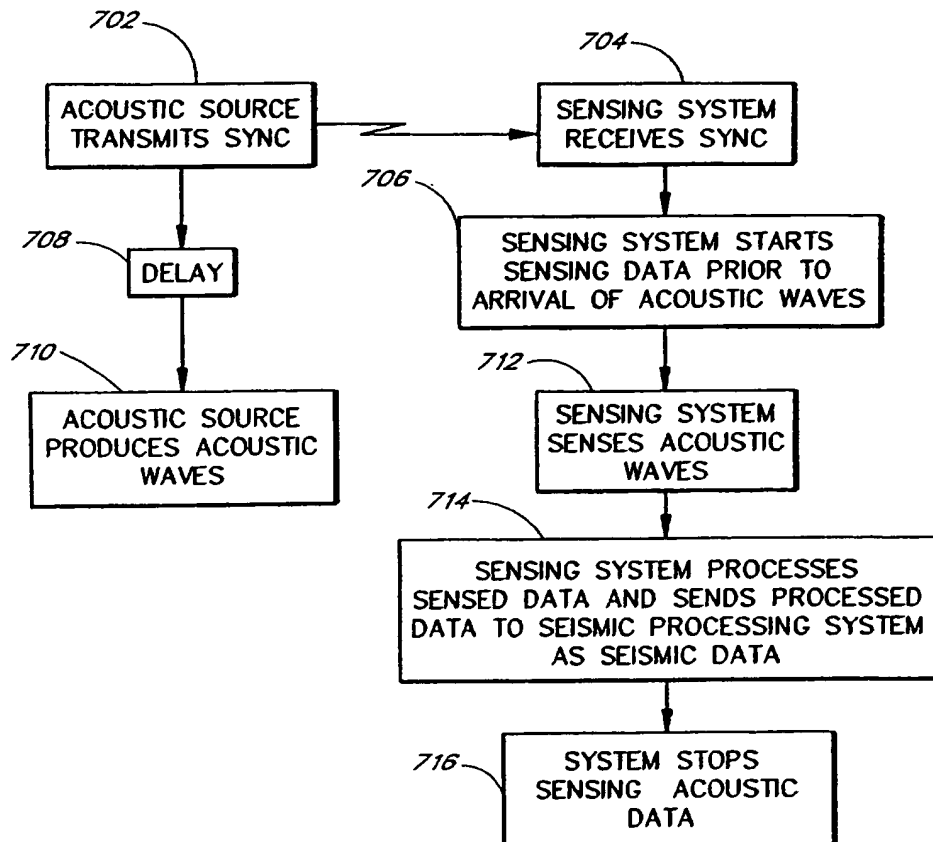 702
ACOUSTIC SOURCE
TRANSMITS SYNC
704
SENSING SYSTEM
RECEIVES SYNC
706
SENSING SYSTEM STARTS
SENSING DATA PRIOR TO
ARRIVAL OF ACOUSTIC WAVES
708
DELAY
710
ACOUSTIC SOURCE
PRODUCES ACOUSTIC
WAVES
712
SENSING SYSTEM
SENSES ACOUSTIC
WAVES
714
SENSING SYSTEM PROCESSES
SENSED DATA AND SENDS PROCESSED
DATA TO SEISMIC PROCESSING SYSTEM
AS SEISMIC DATA
716
SYSTEM STOPS
SENSING ACOUSTIC
DATA